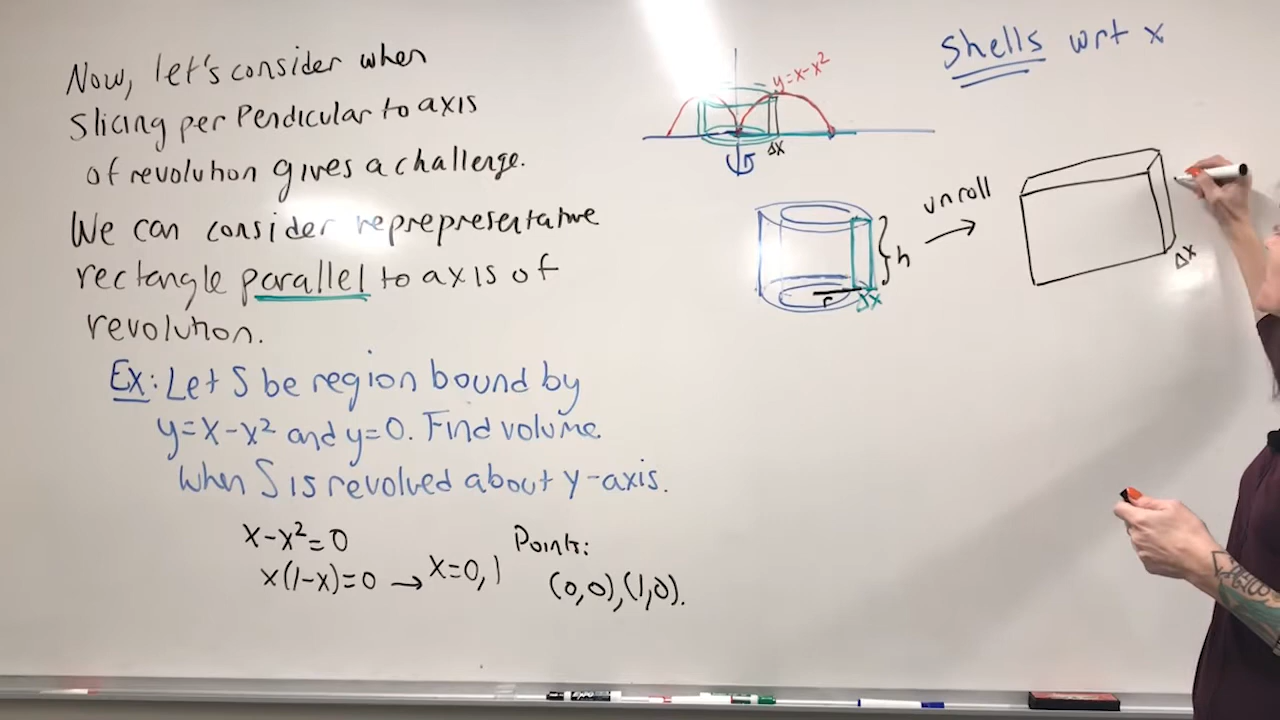 Now, let's consider when
slicing perpendicular to axis
of revolution gives a challenge.
We can consider reprepresentative
rectangle parallel to axis of
revolution.
Ex: Let S be region bound by
y=x-x² and y=0. Find volume
when S is revolved about y-axis.
x-x²=0
x(1-x)=0 → x=0,1
Points:
(0,0),(1,0).
Shells wrt x
y=x-x²
Δx
h
r
Δx
unroll
Δx